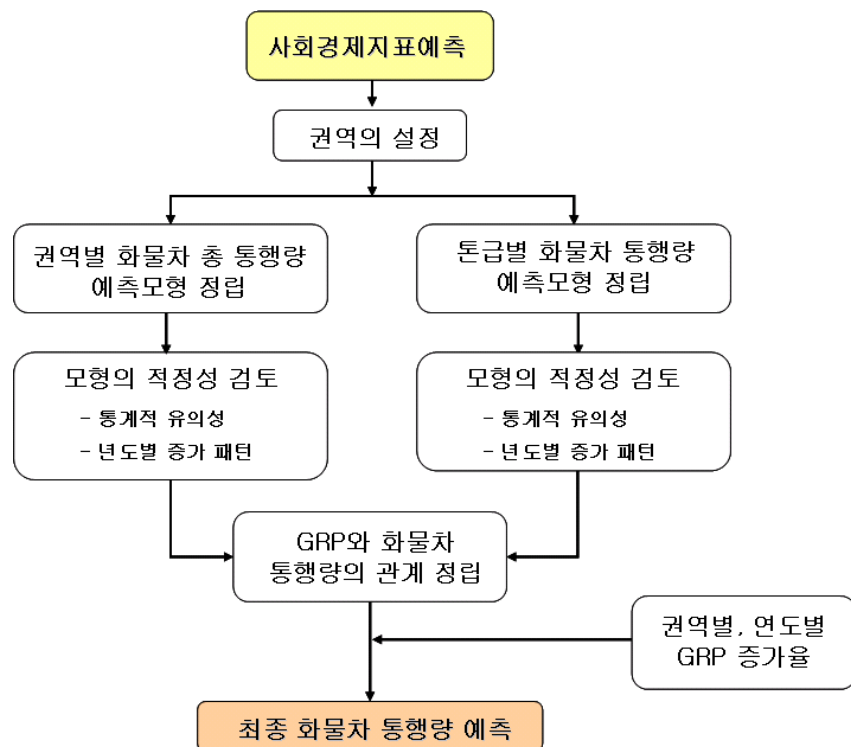 사회경제지표예측
권역의 설정
권역별 화물차 총 통행량
예측모형 정립
톤급별 화물차 통행량
예측모형 정립
모형의 적정성 검토
- 통계적 유의성
- 년도별 증가 패턴
모형의 적정성 검토
- 통계적 유의성
- 년도별 증가 패턴
GRP와 화물차
통행량의 관계 정립
권역별, 연도별
GRP 증가율
최종 화물차 통행량 예측